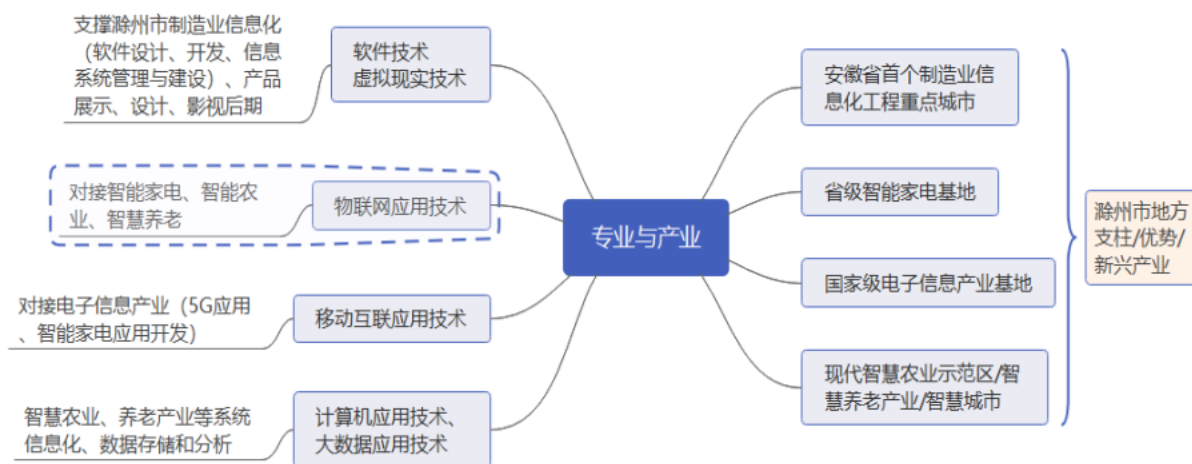 支撑滁州市制造业信息化
（软件设计、开发、信息
系统管理与建设）、产品
展示、设计、影视后期
软件技术
虚拟现实技术
对接智能家电、智能农
业、智慧养老
物联网应用技术
对接电子信息产业（5G应用
、智能家电应用开发）
移动互联应用技术
智慧农业、养老产业等系统
信息化、数据存储和分析
计算机应用技术、
大数据应用技术
专业与产业
安徽省首个制造业信
息化工程重点城市
省级智能家电基地
国家级电子信息产业基地
现代智慧农业示范区/智
慧养老产业/智慧城市
滁州市地方
支柱/优势/
新兴产业